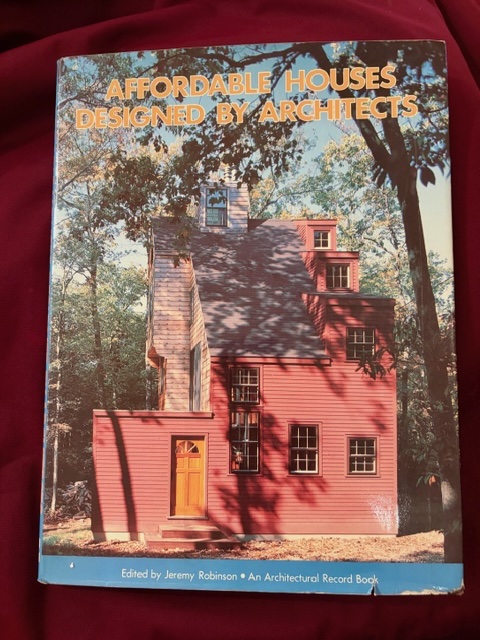 AFFORDABLE HOUSES
DESIGNED BY ARCHITECTS
Edited by Jeremy Robinson • An Architectural Record Book